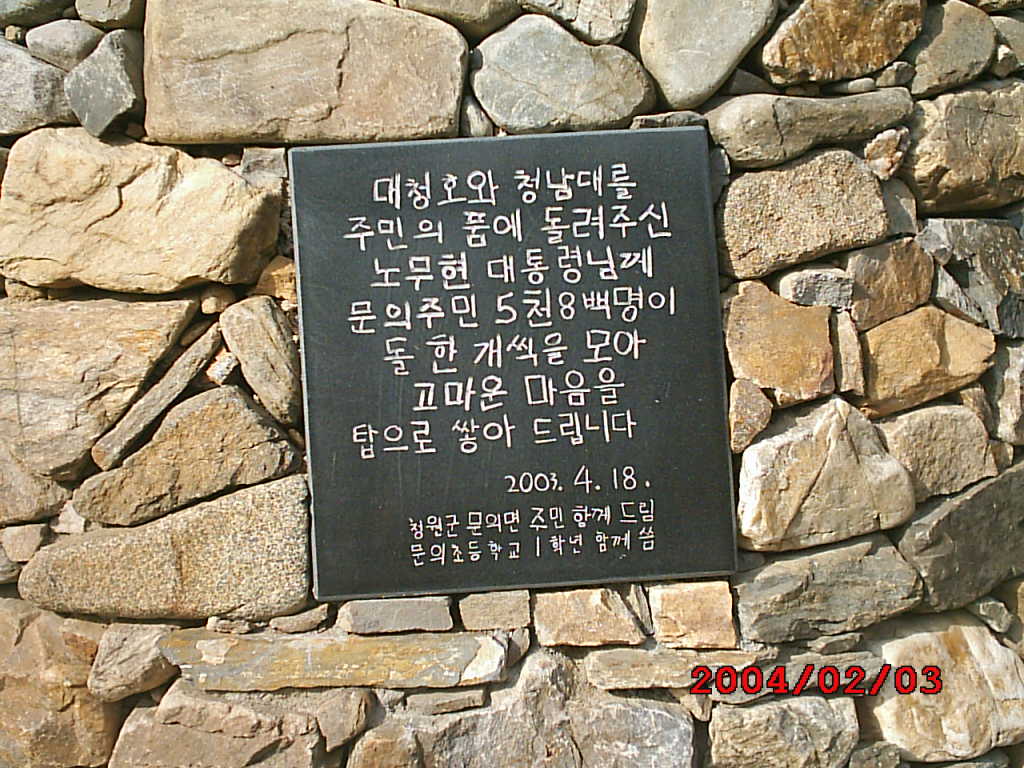 대청호와 청남대를
주민의 품에 돌려주신
노무현 대통령님께
문의주민 5천8백명이
돌 한 개씩을 모아
고마운 마음을
탑으로 쌓아 드립니다
2003. 4. 18.
청원군 문의면 주민 함께 드림
문의초등학교 1학년 함께 씀
2004/02/03